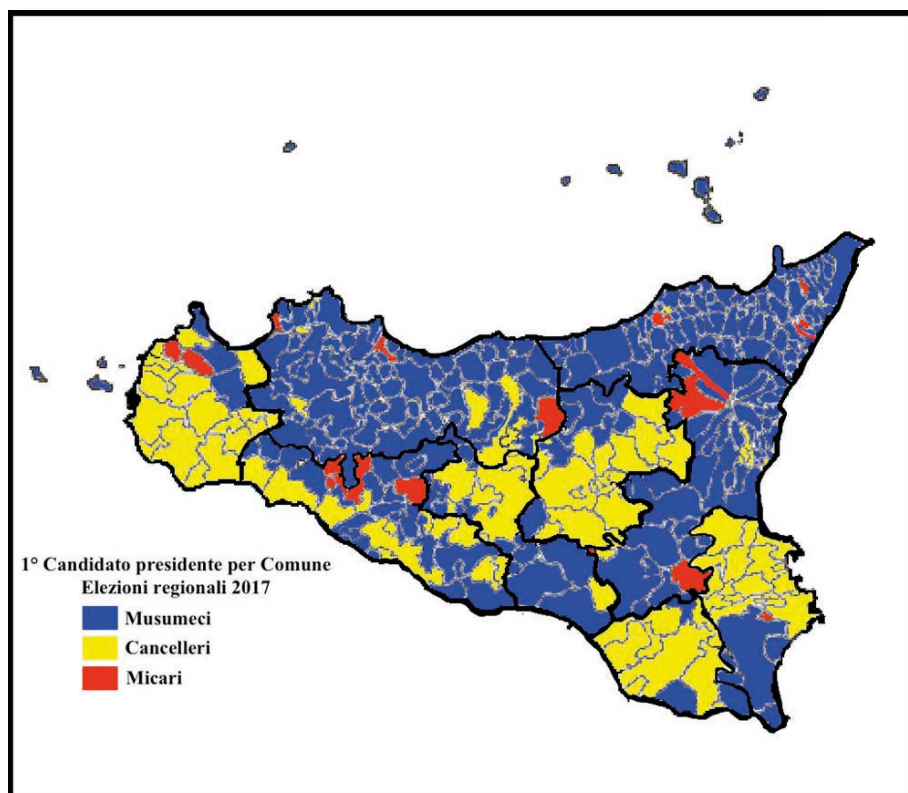 1° Candidato presidente per Comune
Elezioni regionali 2017
Musumeci
Cancelleri
Micari